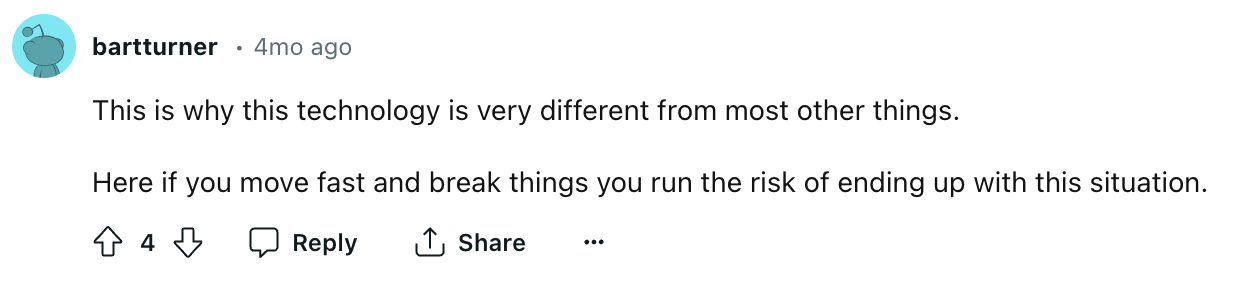 bartturner • 4mo ago
This is why this technology is very different from most other things.
Here if you move fast and break things you run the risk of ending up with this situation.
4 Reply Share ...